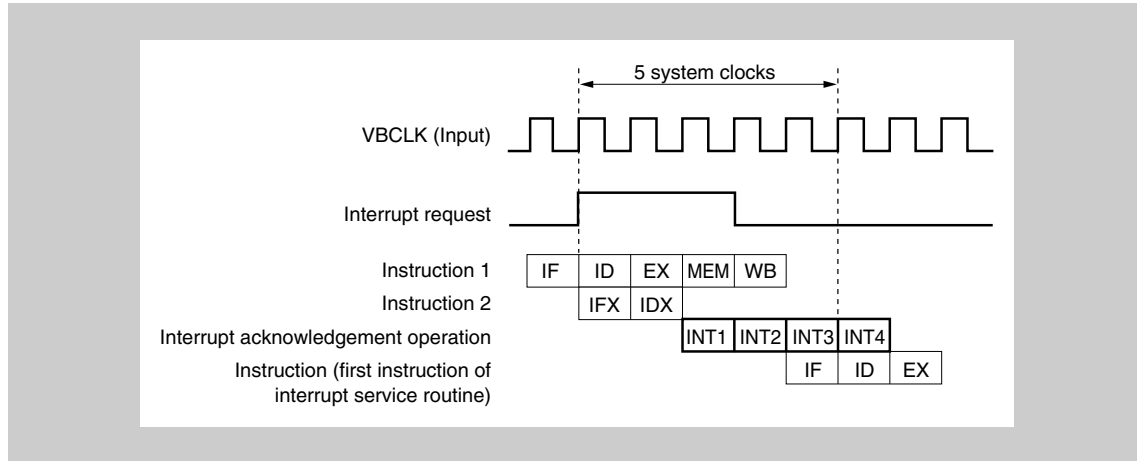 5 system clocks
VBCLK (Input)
Interrupt request
Instruction 1 IF ID EX MEM WB
Instruction 2 IFX IDX
Interrupt acknowledgement operation INT1 INT2 INT3 INT4
Instruction (first instruction of IF ID EX
interrupt service routine)